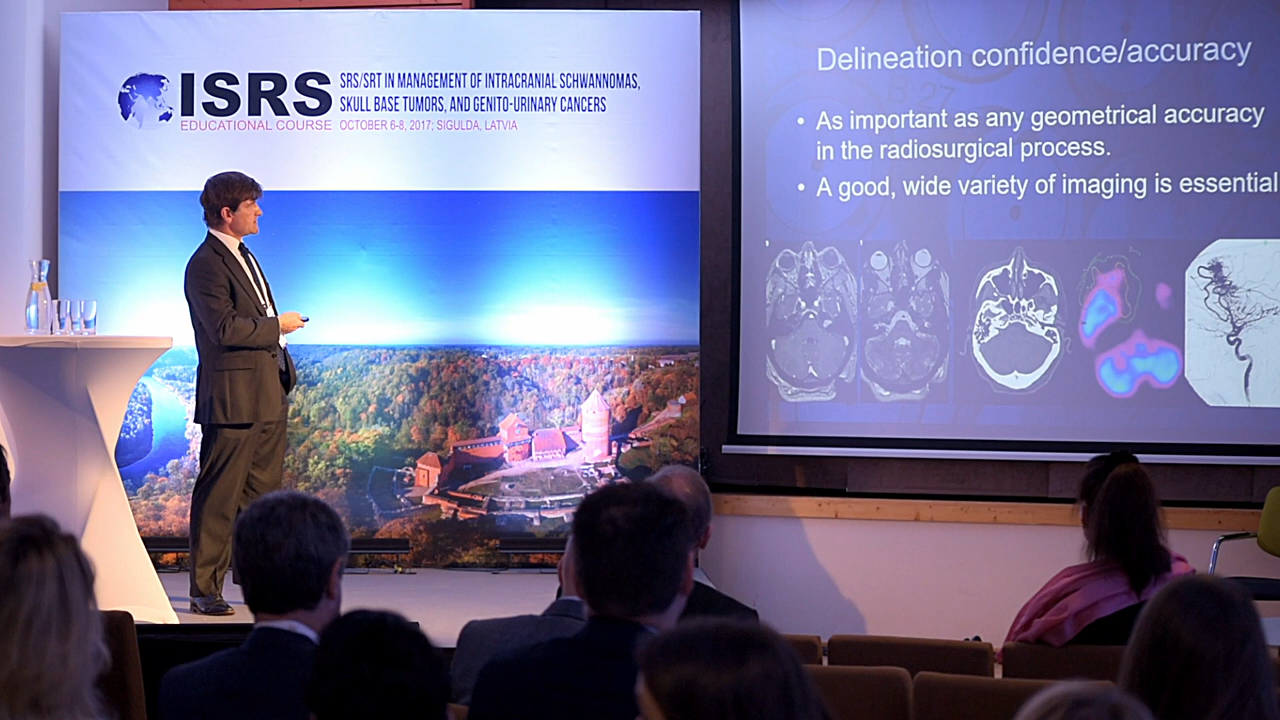 ISRS
EDUCATIONAL COURSE
SRS/SRT IN MANAGEMENT OF INTRACRANIAL SCHWANNOMAS,
SKULL BASE TUMORS, AND GENITO-URINARY CANCERS
OCTOBER 6-8, 2017; SIGULDA, LATVIA
Delineation confidence/accuracy
• As important as any geometrical accuracy
in the radiosurgical process.
• A good, wide variety of imaging is essential